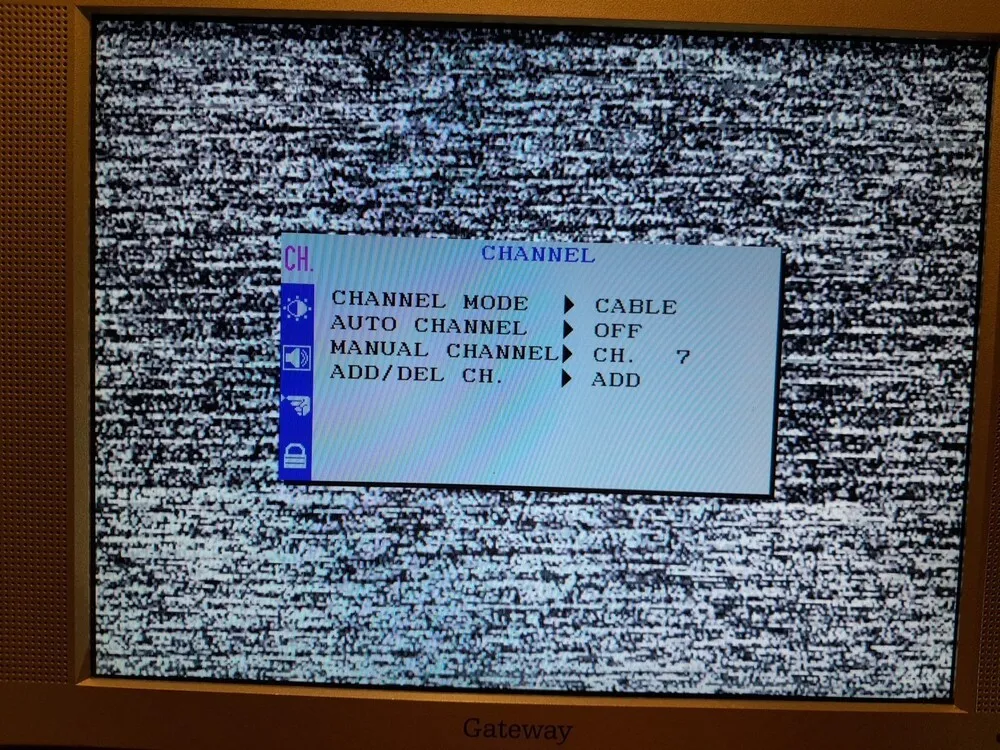 CH.
CHANNEL
CHANNEL MODE CABLE
AUTO CHANNEL OFF
MANUAL CHANNEL CH. 7
ADD/DEL CH. ADD
Gateway